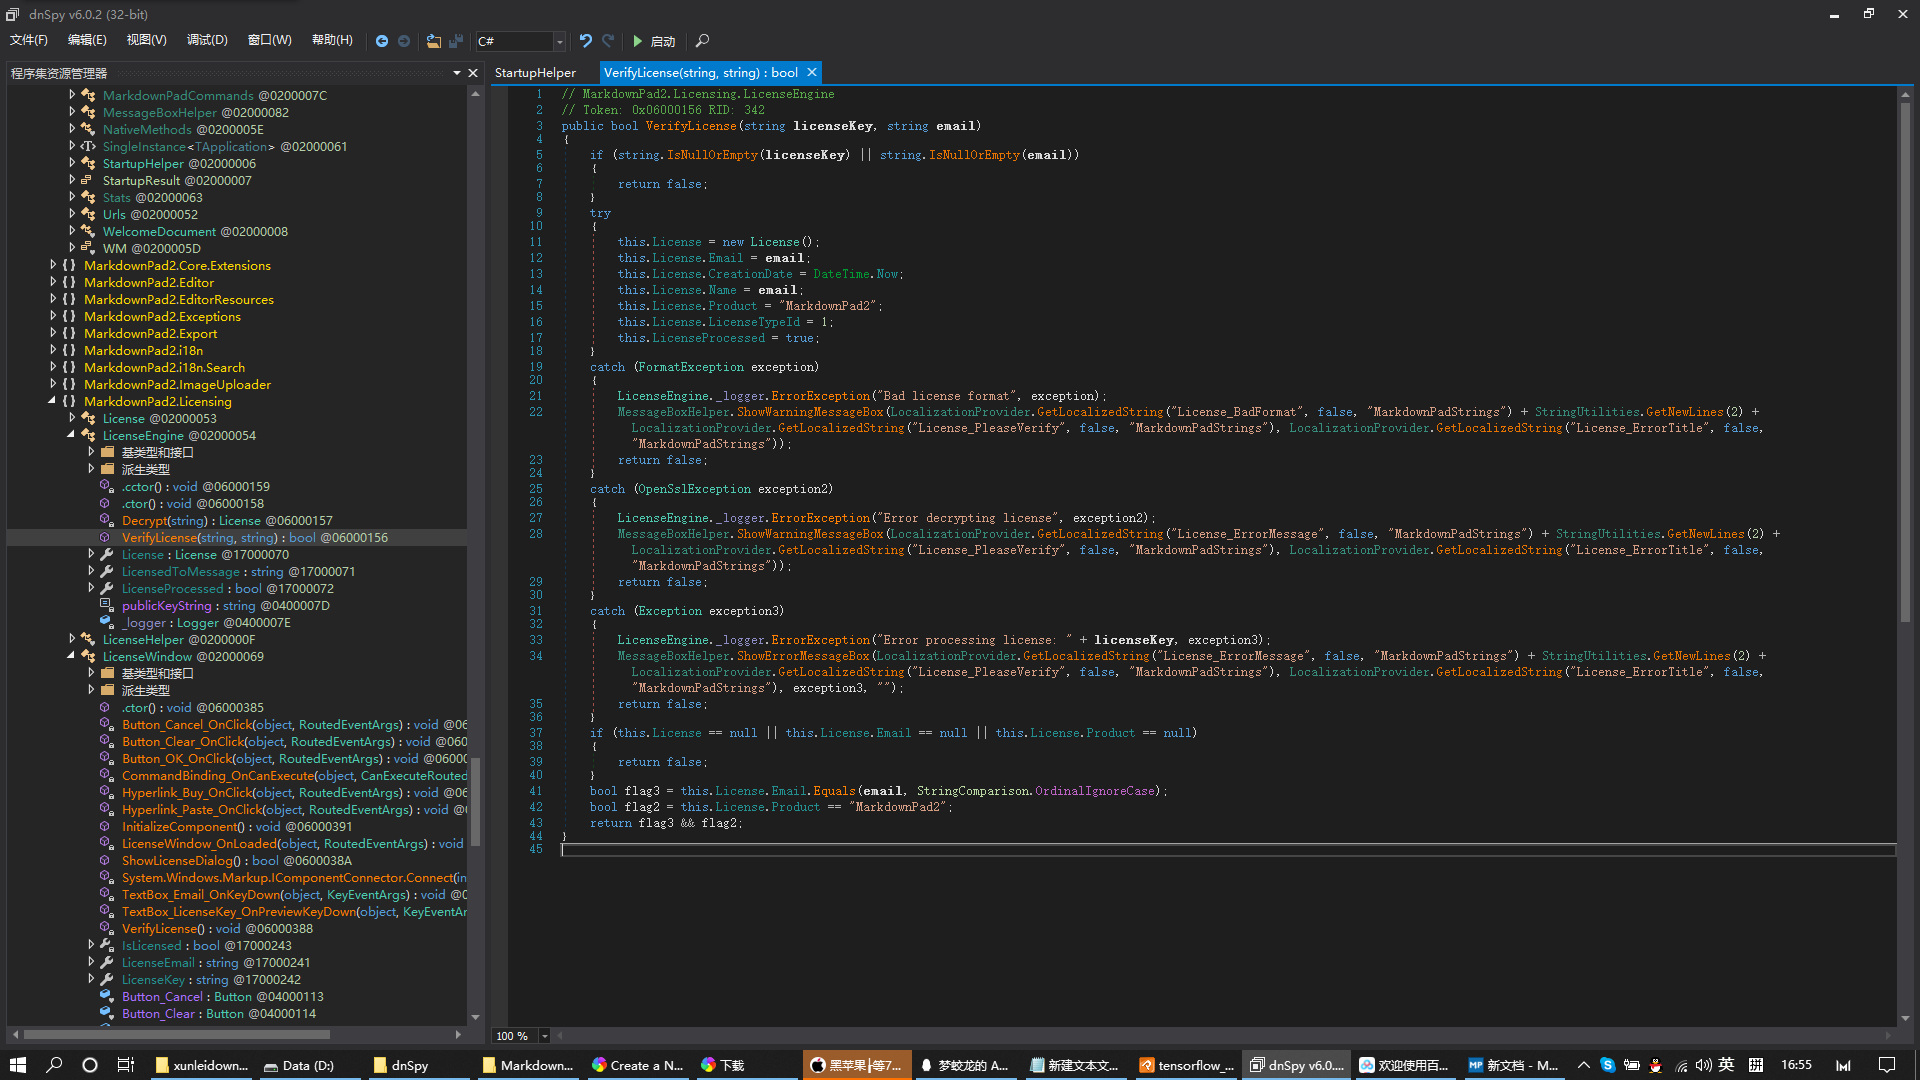 dnSpy v6.0.2 (32-bit)
文件(F) 编辑(E) 视图(V) 调试(D) 窗口(W) 帮助(H) C# 启动
程序集资源管理器
StartupHelper VerifyLicense(string, string) : bool
MarkdownPadCommands @0200007C
MessageBoxHelper @02000082
NativeMethods @0200005E
SingleInstance<TApplication> @02000061
StartupHelper @02000006
StartupResult @02000007
Stats @02000063
Urls @02000052
WelcomeDocument @02000008
WM @0200005D
MarkdownPad2.Core.Extensions
MarkdownPad2.Editor
MarkdownPad2.EditorResources
MarkdownPad2.Exceptions
MarkdownPad2.Export
MarkdownPad2.i18n
MarkdownPad2.i18n.Search
MarkdownPad2.ImageUploader
MarkdownPad2.Licensing
License @02000053
LicenseEngine @02000054
基类型和接口
派生类型
.cctor() : void @06000159
.ctor() : void @06000158
Decrypt(string) : License @06000157
VerifyLicense(string, string) : bool @06000156
License : License @17000070
LicensedToMessage : string @17000071
LicenseProcessed : bool @17000072
publicKeyString : string @0400007D
_logger : Logger @0400007E
LicenseHelper @0200000F
LicenseWindow @02000069
基类型和接口
派生类型
.ctor() : void @06000385
Button_Cancel_OnClick(object, RoutedEventArgs) : void @06
Button_Clear_OnClick(object, RoutedEventArgs) : void @060
Button_OK_OnClick(object, RoutedEventArgs) : void @0600
CommandBinding_OnCanExecute(object, CanExecuteRouted
Hyperlink_Buy_OnClick(object, RoutedEventArgs) : void @06
Hyperlink_Paste_OnClick(object, RoutedEventArgs) : void @
InitializeComponent() : void @06000391
LicenseWindow_OnLoaded(object, RoutedEventArgs) : void
ShowLicenseDialog() : bool @0600038A
System.Windows.Markup.IComponentConnector.Connect(in
TextBox_Email_OnKeyDown(object, KeyEventArgs) : void @0
TextBox_LicenseKey_OnPreviewKeyDown(object, KeyEventAr
VerifyLicense() : void @06000388
IsLicensed : bool @17000243
LicenseEmail : string @17000241
LicenseKey : string @17000242
Button_Cancel : Button @04000113
Button_Clear : Button @04000114
1 // MarkdownPad2.Licensing.LicenseEngine
2 // Token: 0x06000156 RID: 342
3 public bool VerifyLicense(string licenseKey, string email)
4 {
5 if (string.IsNullOrEmpty(licenseKey) || string.IsNullOrEmpty(email))
6 {
7 return false;
8 }
9 try
10 {
11 this.License = new License();
12 this.License.Email = email;
13 this.License.CreationDate = DateTime.Now;
14 this.License.Name = email;
15 this.License.Product = "MarkdownPad2";
16 this.License.LicenseTypeId = 1;
17 this.LicenseProcessed = true;
18 }
19 catch (FormatException exception)
20 {
21 LicenseEngine._logger.ErrorException("Bad license format", exception);
22 MessageBoxHelper.ShowWarningMessageBox(LocalizationProvider.GetLocalizedString("License_BadFormat", false, "MarkdownPadStrings") + StringUtilities.GetNewLines(2) +
LocalizationProvider.GetLocalizedString("License_PleaseVerify", false, "MarkdownPadStrings"), LocalizationProvider.GetLocalizedString("License_ErrorTitle", false,
"MarkdownPadStrings"));
23 return false;
24 }
25 catch (OpenSslException exception2)
26 {
27 LicenseEngine._logger.ErrorException("Error decrypting license", exception2);
28 MessageBoxHelper.ShowWarningMessageBox(LocalizationProvider.GetLocalizedString("License_ErrorMessage", false, "MarkdownPadStrings") + StringUtilities.GetNewLines(2) +
LocalizationProvider.GetLocalizedString("License_PleaseVerify", false, "MarkdownPadStrings"), LocalizationProvider.GetLocalizedString("License_ErrorTitle", false,
"MarkdownPadStrings"));
29 return false;
30 }
31 catch (Exception exception3)
32 {
33 LicenseEngine._logger.ErrorException("Error processing license: " + licenseKey, exception3);
34 MessageBoxHelper.ShowErrorMessageBox(LocalizationProvider.GetLocalizedString("License_ErrorMessage", false, "MarkdownPadStrings") + StringUtilities.GetNewLines(2) +
LocalizationProvider.GetLocalizedString("License_PleaseVerify", false, "MarkdownPadStrings"), LocalizationProvider.GetLocalizedString("License_ErrorTitle", false,
"MarkdownPadStrings"), exception3, "");
35 return false;
36 }
37 if (this.License == null || this.License.Email == null || this.License.Product == null)
38 {
39 return false;
40 }
41 bool flag3 = this.License.Email.Equals(email, StringComparison.OrdinalIgnoreCase);
42 bool flag2 = this.License.Product == "MarkdownPad2";
43 return flag3 && flag2;
44 }
45
100 %
xunleidown... Data (D:) dnSpy Markdown... Create a N... 下载 黑苹果|等7... 梦蛟龙的 A... 新建文本文... tensorflow_... dnSpy v6.0.... 欢迎使用百... MP 新文档 - M... 英 拼 16:55